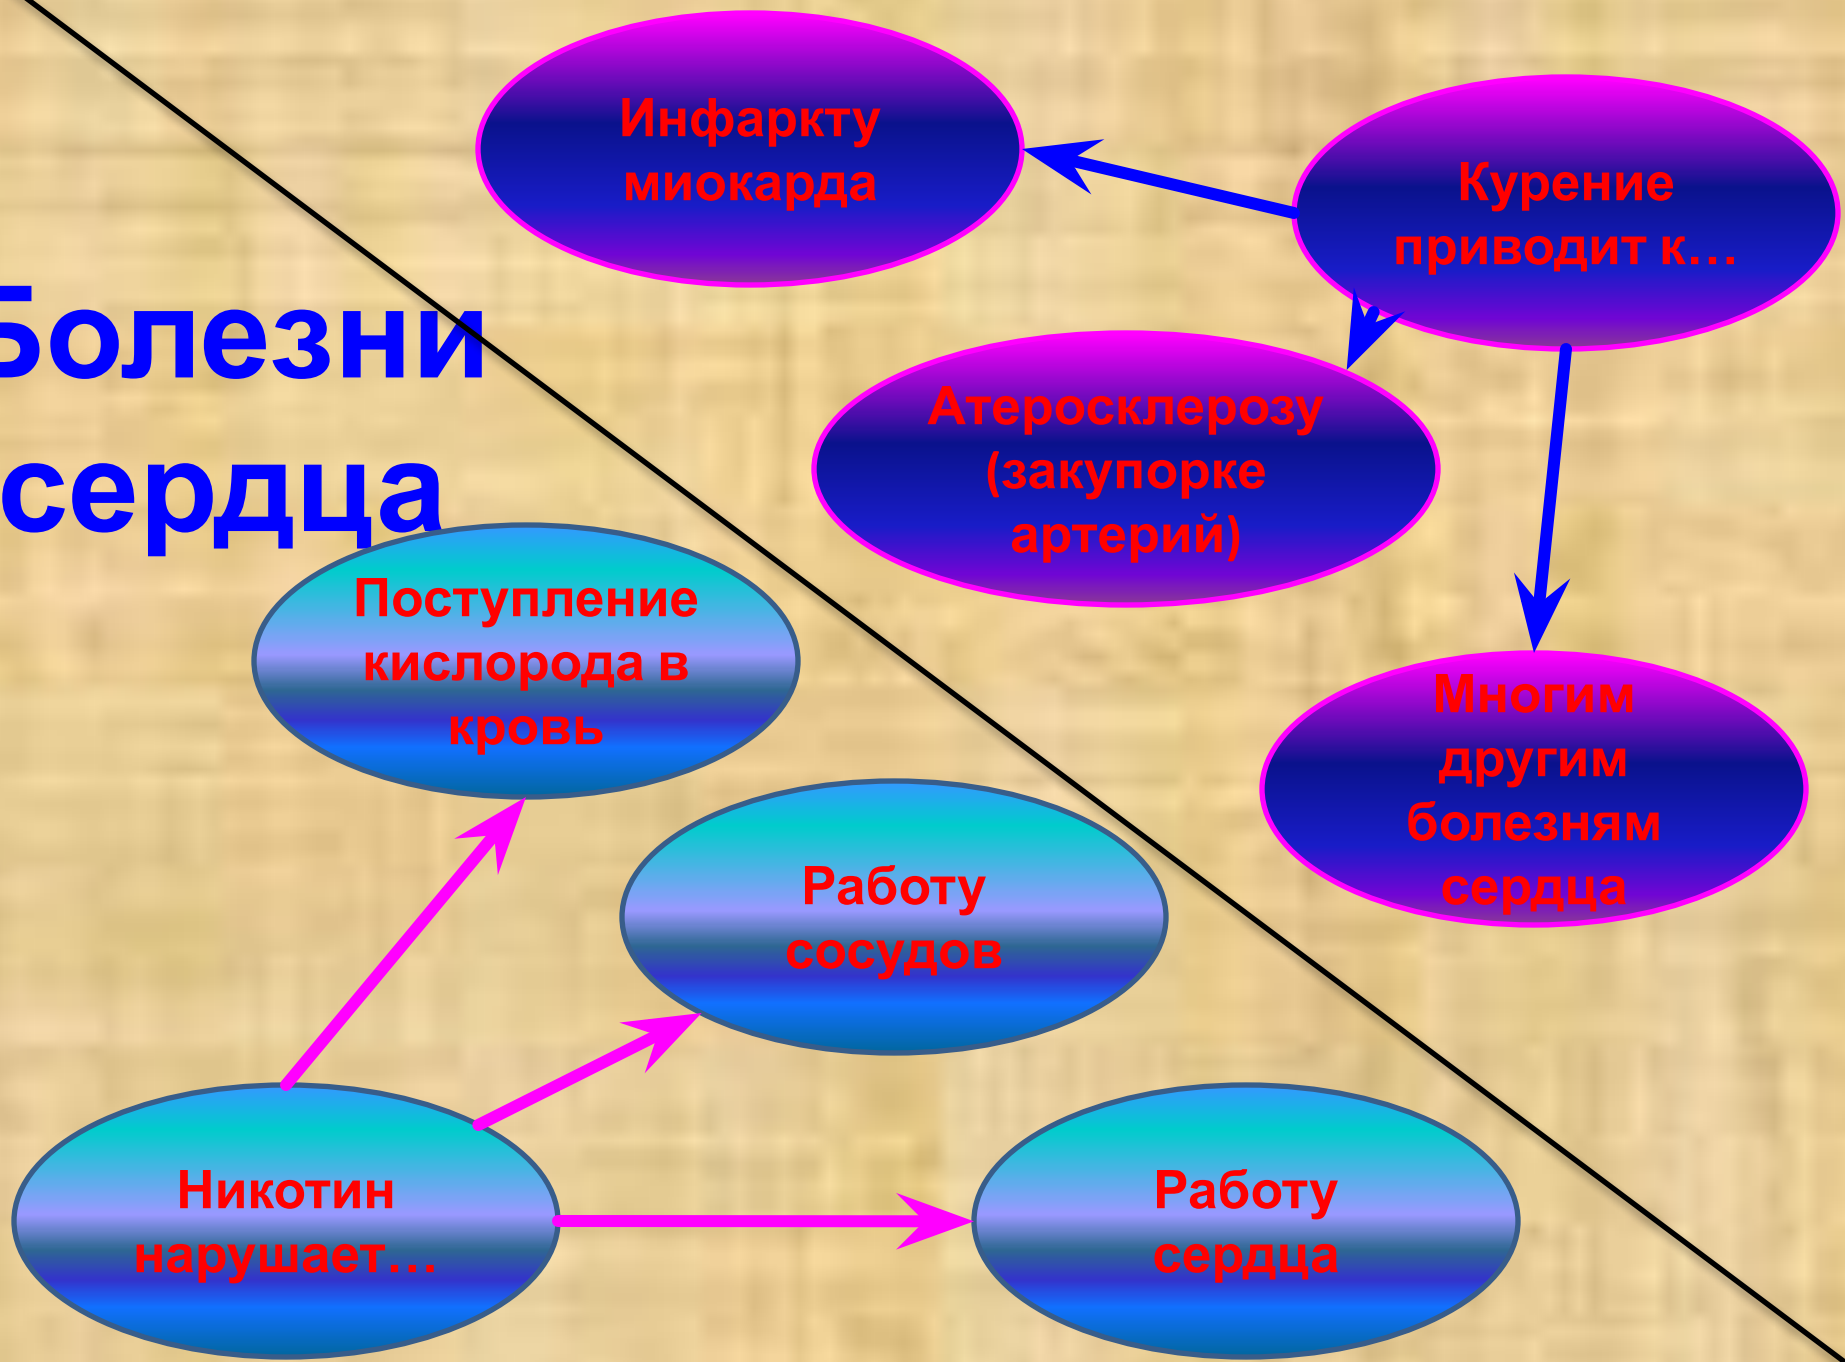 Болезни
сердца
Инфаркту
миокарда
Курение
приводит к…
Атеросклерозу
(закупорке
артерий)
Многим
другим
болезням
сердца
Поступление
кислорода в
кровь
Работу
сосудов
Никотин
нарушает…
Работу
сердца